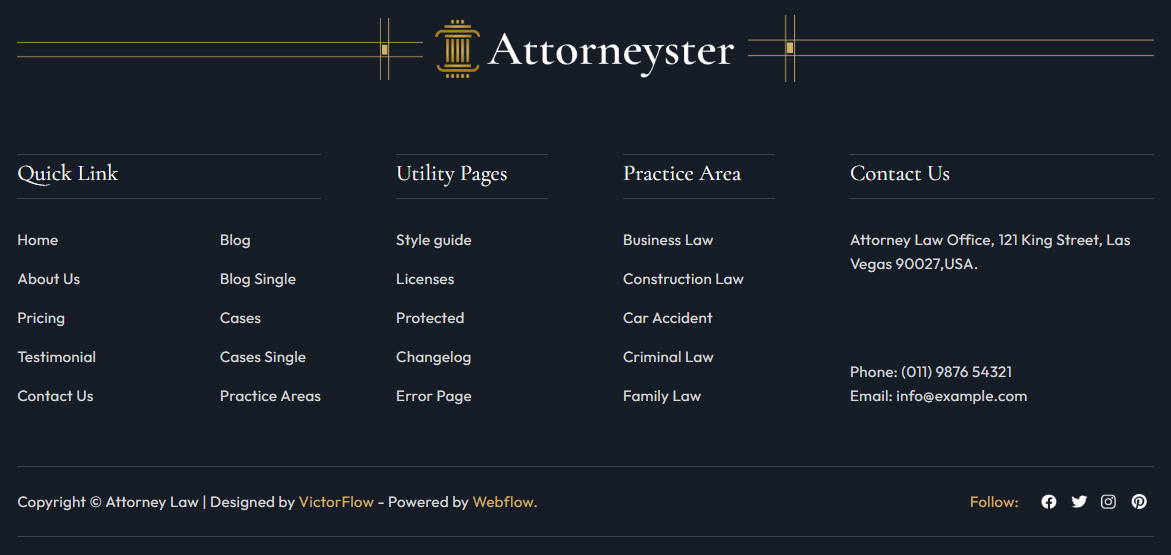 Attorneyster
Quick Link
Home
About Us
Pricing
Testimonial
Contact Us
Blog
Blog Single
Cases
Cases Single
Practice Areas
Utility Pages
Style guide
Licenses
Protected
Changelog
Error Page
Practice Area
Business Law
Construction Law
Car Accident
Criminal Law
Family Law
Contact Us
Attorney Law Office, 121 King Street, Las
Vegas 90027,USA.
Phone: (011) 9876 54321
Email: info@example.com
Copyright © Attorney Law | Designed by VictorFlow - Powered by Webflow.
Follow: